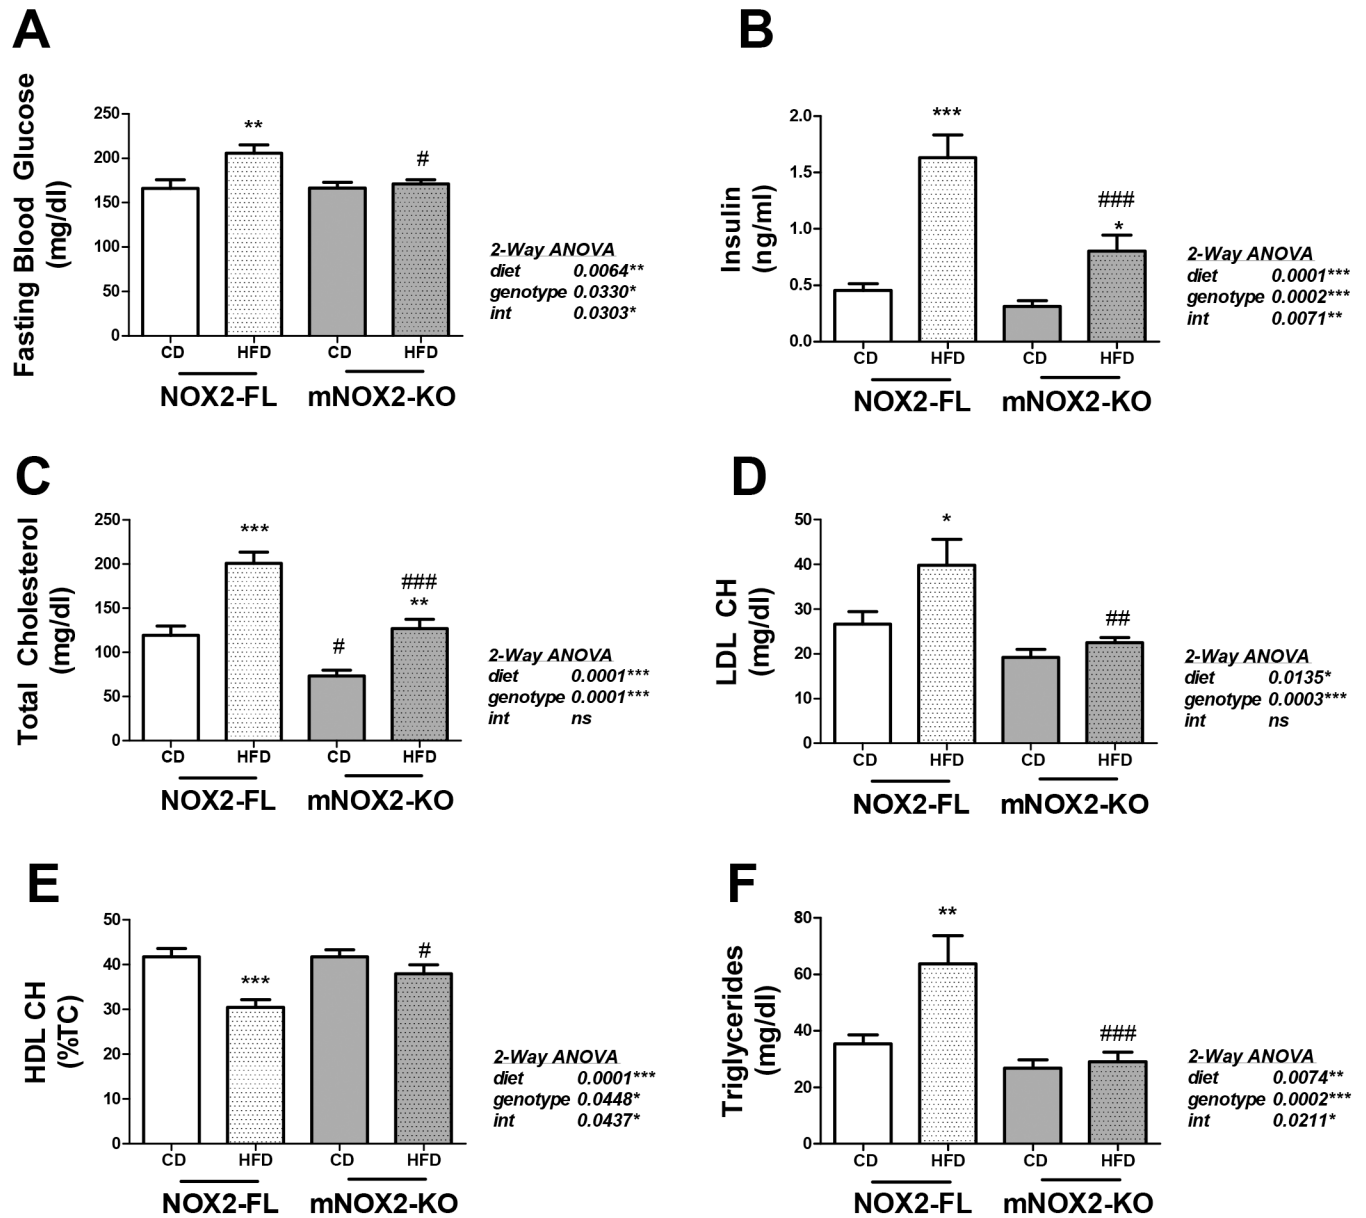 A
Fasting Blood Glucose
(mg/dl)
250
200
150
100
50
0
**
#
CD HFD CD HFD
NOX2-FL mNOX2-KO
2-Way ANOVA
diet 0.0064**
genotype 0.0330*
int 0.0303*
B
Insulin
(ng/ml)
2.0
1.5
1.0
0.5
0.0
***
###
*
CD HFD CD HFD
NOX2-FL mNOX2-KO
2-Way ANOVA
diet 0.0001***
genotype 0.0002***
int 0.0071**
C
Total Cholesterol
(mg/dl)
250
200
150
100
50
0
***
#
###
**
CD HFD CD HFD
NOX2-FL mNOX2-KO
2-Way ANOVA
diet 0.0001***
genotype 0.0001***
int ns
D
LDL CH
(mg/dl)
50
40
30
20
10
0
*
##
CD HFD CD HFD
NOX2-FL mNOX2-KO
2-Way ANOVA
diet 0.0135*
genotype 0.0003***
int ns
E
HDL CH
(%TC)
50
40
30
20
10
0
***
#
CD HFD CD HFD
NOX2-FL mNOX2-KO
2-Way ANOVA
diet 0.0001***
genotype 0.0448*
int 0.0437*
F
Triglycerides
(mg/dl)
80
60
40
20
0
**
###
CD HFD CD HFD
NOX2-FL mNOX2-KO
2-Way ANOVA
diet 0.0074**
genotype 0.0002***
int 0.0211*